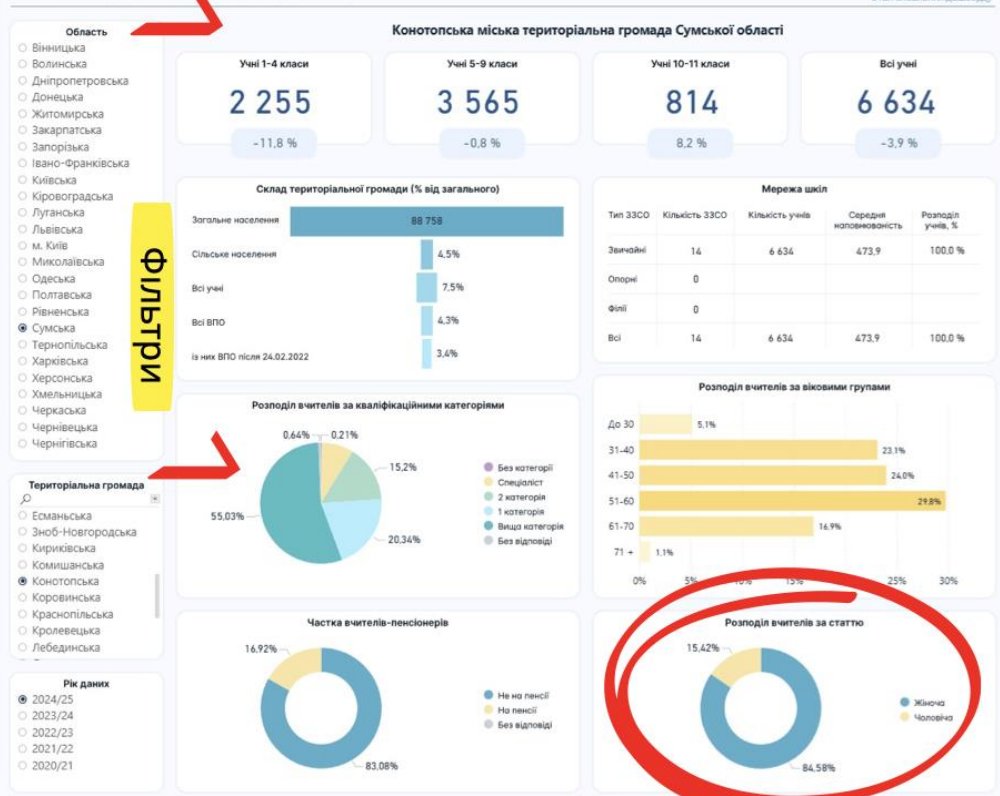 Область
Вінницька
Волинська
Дніпропетровська
Донецька
Житомирська
Закарпатська
Запорізька
Івано-Франківська
Київська
Кіровоградська
Луганська
Львівська
м. Київ
Миколаївська
Одеська
Полтавська
Рівненська
Сумська
Тернопільська
Харківська
Херсонська
Хмельницька
Черкаська
Чернівецька
Чернігівська
Фільтри
Територіальна громада
Есманьська
Зноб-Новгородська
Кириківська
Комишанська
Конотопська
Коровинська
Краснопільська
Кролевецька
Лебединська
Рік даних
2024/25
2023/24
2022/23
2021/22
2020/21
Конотопська міська територіальна громада Сумської області
Учні 1-4 класи
2 255
-11,8 %
Учні 5-9 класи
3 565
-0,8 %
Учні 10-11 класи
814
8,2 %
Всі учні
6 634
-3,9 %
Склад територіальної громади (% від загального)
Загальне населення 88 758
Сільське населення 4,5%
Всі учні 7,5%
Всі ВПО 4,3%
із них ВПО після 24.02.2022 3,4%
Мережа шкіл
Тип ЗЗСО Кількість ЗЗСО Кількість учнів Середня наповнюваність Розподіл учнів, %
Звичайні 14 6 634 473,9 100,0 %
Опорні 0
Філії 0
Всі 14 6 634 473,9 100,0 %
Розподіл вчителів за кваліфікаційними категоріями
0,64% 0,21%
15,2%
55,03%
20,34%
Без категорії
Спеціаліст
2 категорія
1 категорія
Вища категорія
Без відповіді
Розподіл вчителів за віковими групами
До 30 5,1%
31-40 23,1%
41-50 24,0%
51-60 29,8%
61-70 16,9%
71 + 1,1%
0% 5% 10% 15% 25% 30%
Частка вчителів-пенсіонерів
16,92%
83,08%
Не на пенсії
На пенсії
Без відповіді
Розподіл вчителів за статтю
15,42%
84,58%
Жіноча
Чоловіча